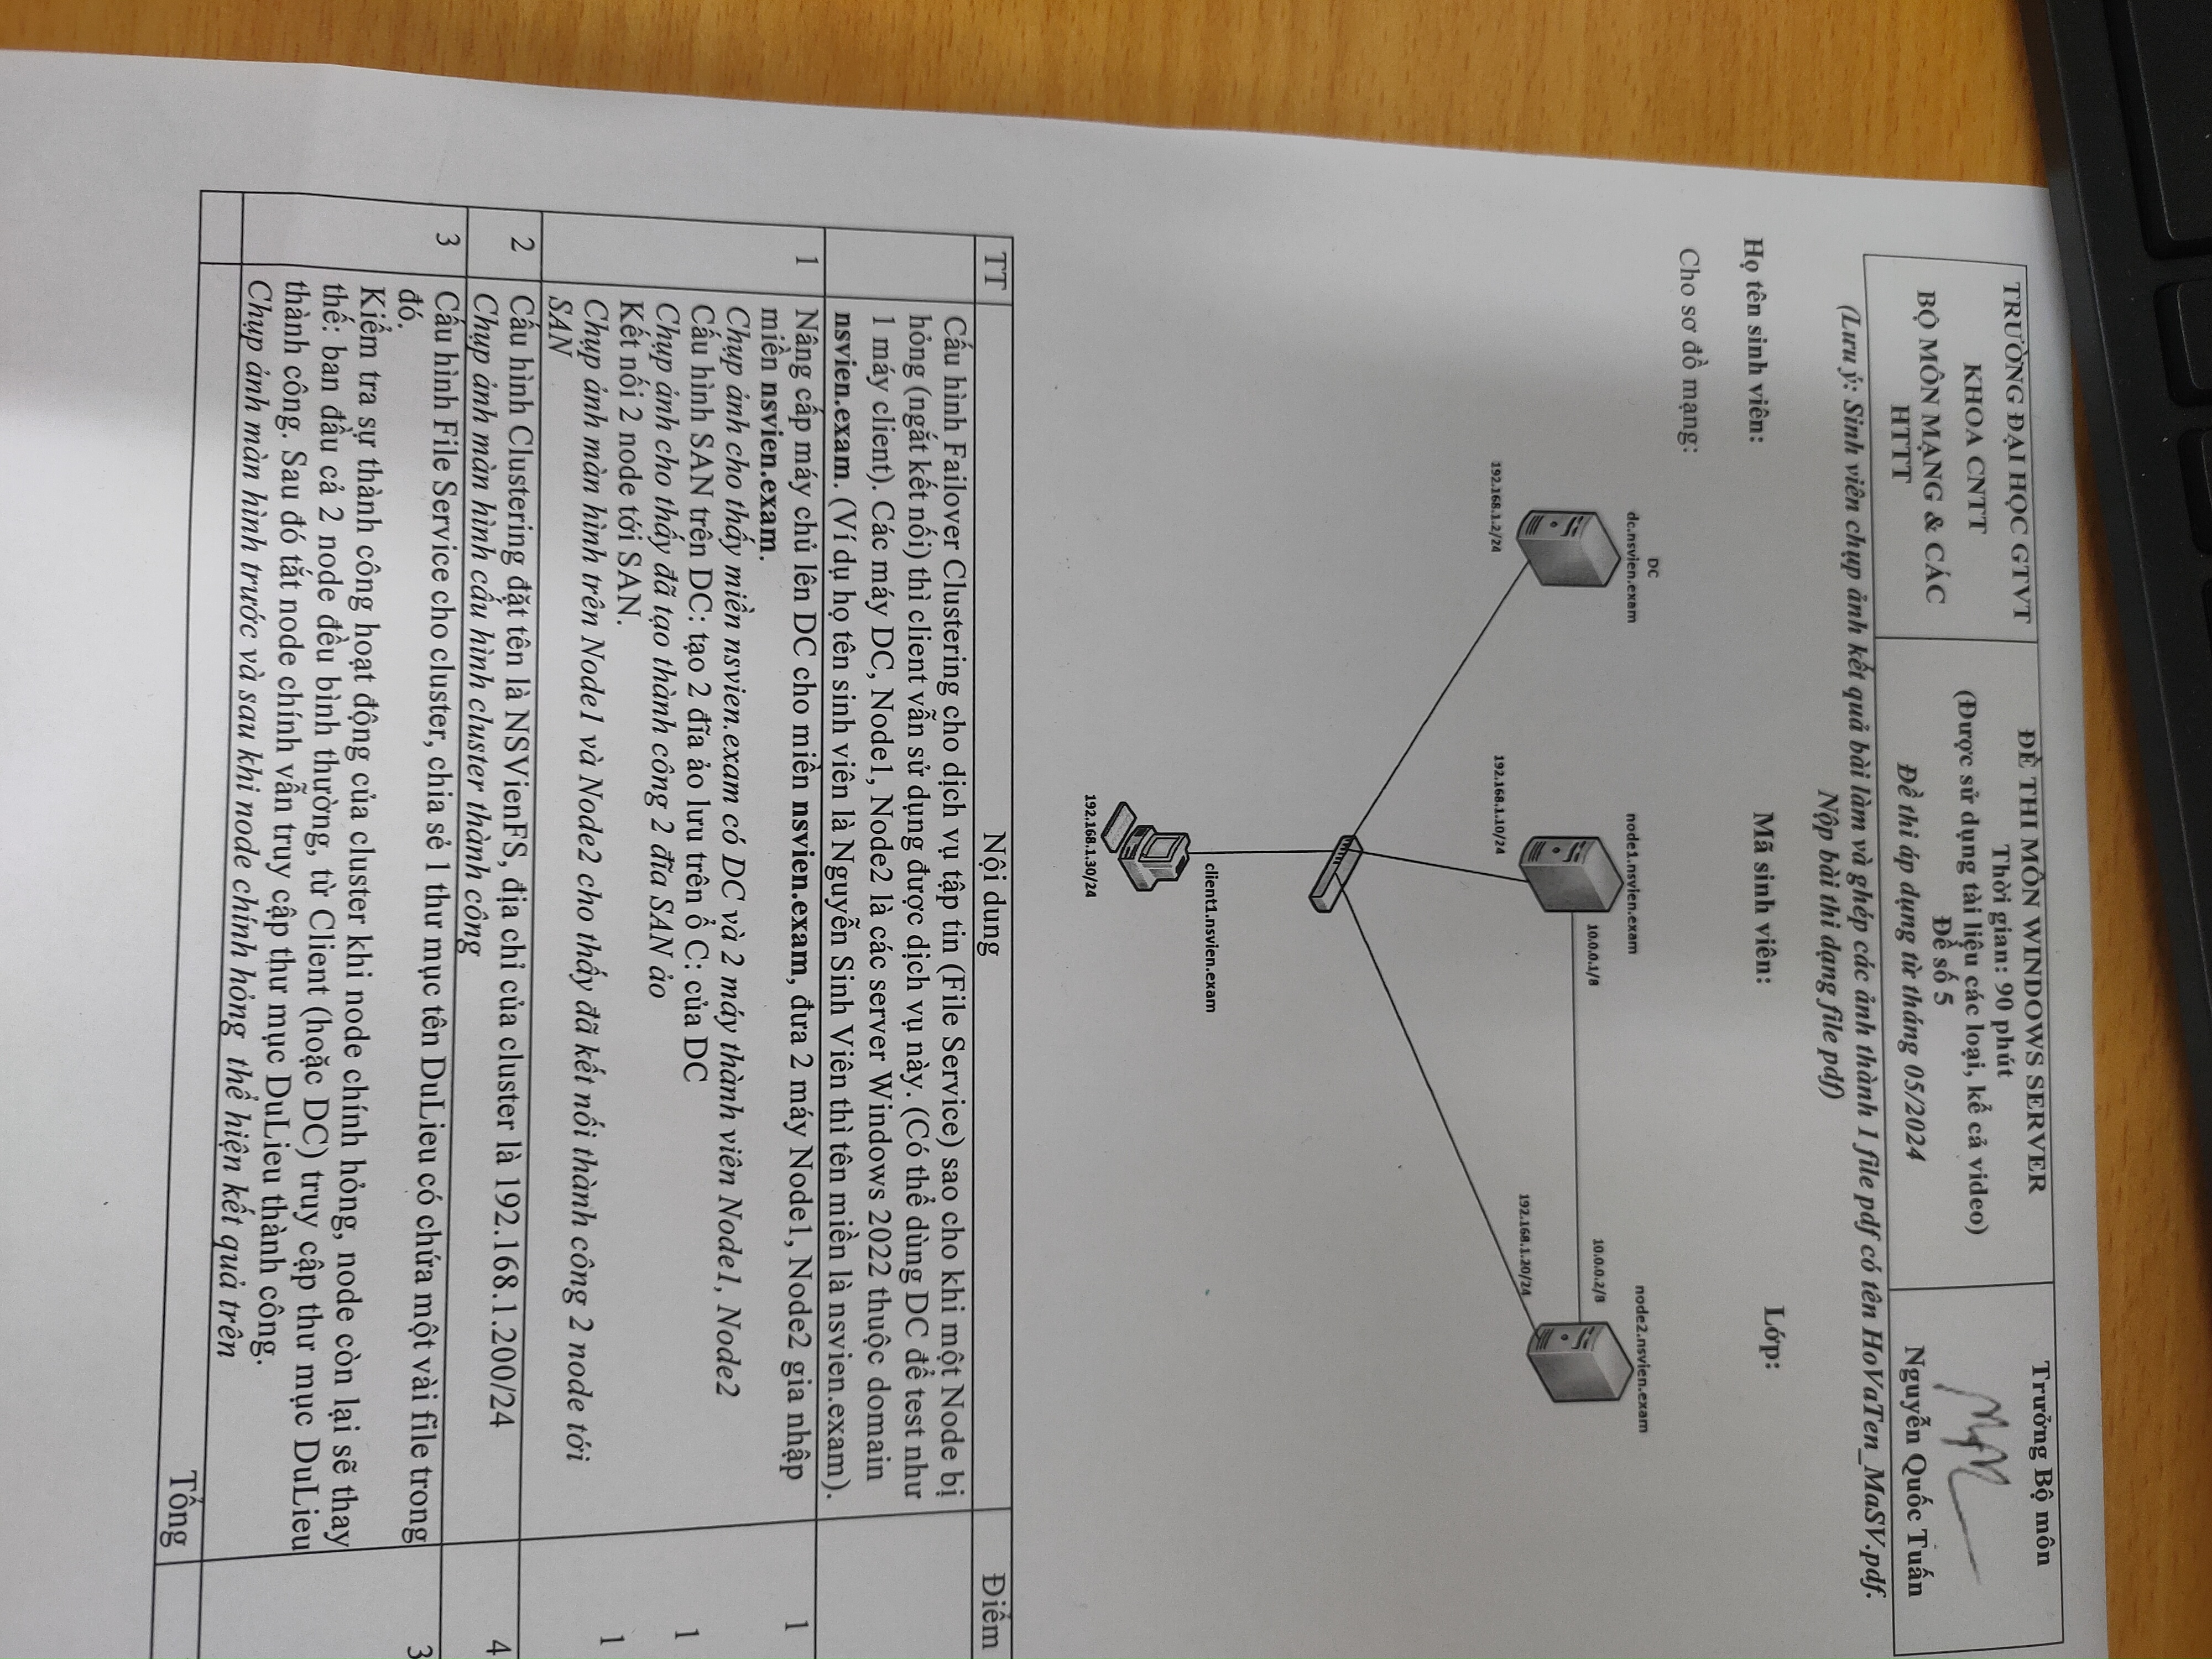 TRƯỜNG ĐẠI HỌC GTVT
KHOA CNTT
BỘ MÔN MẠNG & CÁC
HTTT
ĐỀ THI MÔN WINDOWS SERVER
Thời gian: 90 phút
(Được sử dụng tài liệu các loại, kể cả video)
Đề số 5
Đề thi áp dụng từ tháng 05/2024
Trưởng Bộ môn
Nguyễn Quốc Tuấn
(Lưu ý: Sinh viên chụp ảnh kết quả bài làm và ghép các ảnh thành 1 file pdf có tên HoVaTen_MaSV.pdf.
Nộp bài thi dạng file pdf)
Họ tên sinh viên:
Mã sinh viên:
Lớp:
Cho sơ đồ mạng:
DC
dc.nsvien.exam
192.168.1.2/24
node1.nsvien.exam
10.0.0.1/8
192.168.1.10/24
node2.nsvien.exam
10.0.0.2/8
192.168.1.20/24
client1.nsvien.exam
192.168.1.30/24
TT
Nội dung
Điểm
Cấu hình Failover Clustering cho dịch vụ tập tin (File Service) sao cho khi một Node bị
hỏng (ngắt kết nối) thì client vẫn sử dụng được dịch vụ này. (Có thể dùng DC để test như
1 máy client). Các máy DC, Node1, Node2 là các server Windows 2022 thuộc domain
nsvien.exam. (Ví dụ họ tên sinh viên là Nguyễn Sinh Viên thì tên miền là nsvien.exam).
1
Nâng cấp máy chủ lên DC cho miền nsvien.exam, đưa 2 máy Node1, Node2 gia nhập
1
miền nsvien.exam.
Chụp ảnh cho thấy miền nsvien.exam có DC và 2 máy thành viên Node1, Node2
Cấu hình SAN trên DC: tạo 2 đĩa ảo lưu trên ổ C: của DC
1
Chụp ảnh cho thấy đã tạo thành công 2 đĩa SAN ảo
Kết nối 2 node tới SAN.
1
Chụp ảnh màn hình trên Node1 và Node2 cho thấy đã kết nối thành công 2 node tới
SAN
2
Cấu hình Clustering đặt tên là NSVienFS, địa chỉ của cluster là 192.168.1.200/24
4
Chụp ảnh màn hình cấu hình cluster thành công
3
Cấu hình File Service cho cluster, chia sẻ 1 thư mục tên DuLieu có chứa một vài file trong
3
đó.
Kiểm tra sự thành công hoạt động của cluster khi node chính hỏng, node còn lại sẽ thay
thế: ban đầu cả 2 node đều bình thường, từ Client (hoặc DC) truy cập thư mục DuLieu
thành công. Sau đó tắt node chính vẫn truy cập thư mục DuLieu thành công.
Chụp ảnh màn hình trước và sau khi node chính hỏng thể hiện kết quả trên
Tổng